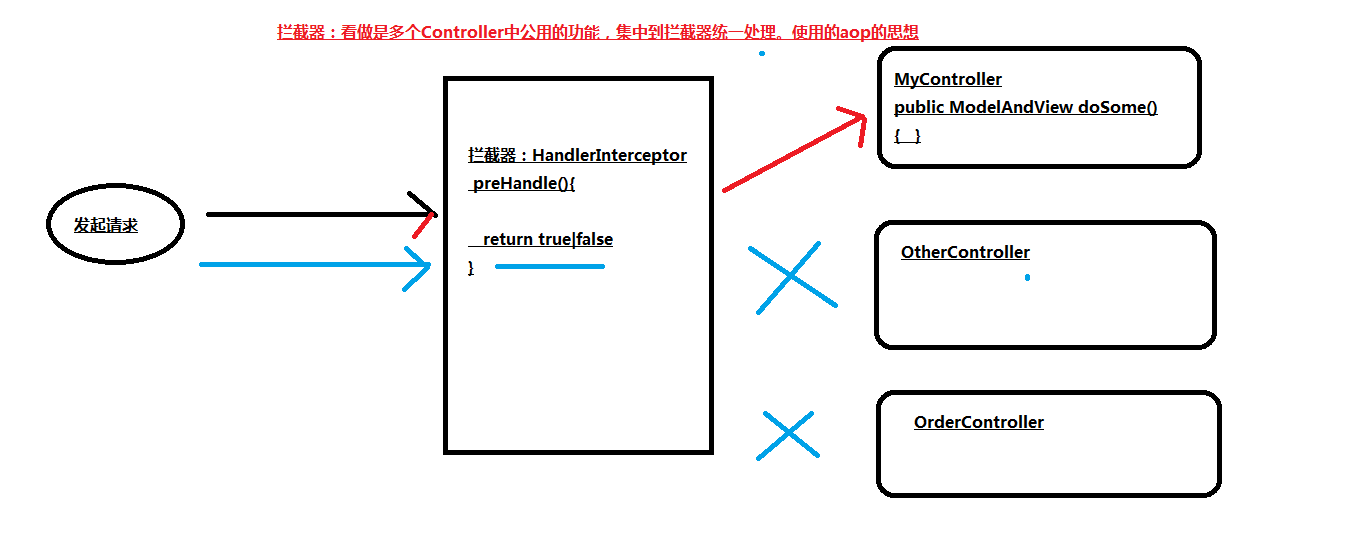 拦截器：看做是多个Controller中公用的功能，集中到拦截器统一处理。使用的aop的思想
MyController
public ModelAndView doSome()
{ }
拦截器：HandlerInterceptor
preHandle(){
发起请求
return true|false
}
OtherController
OrderController